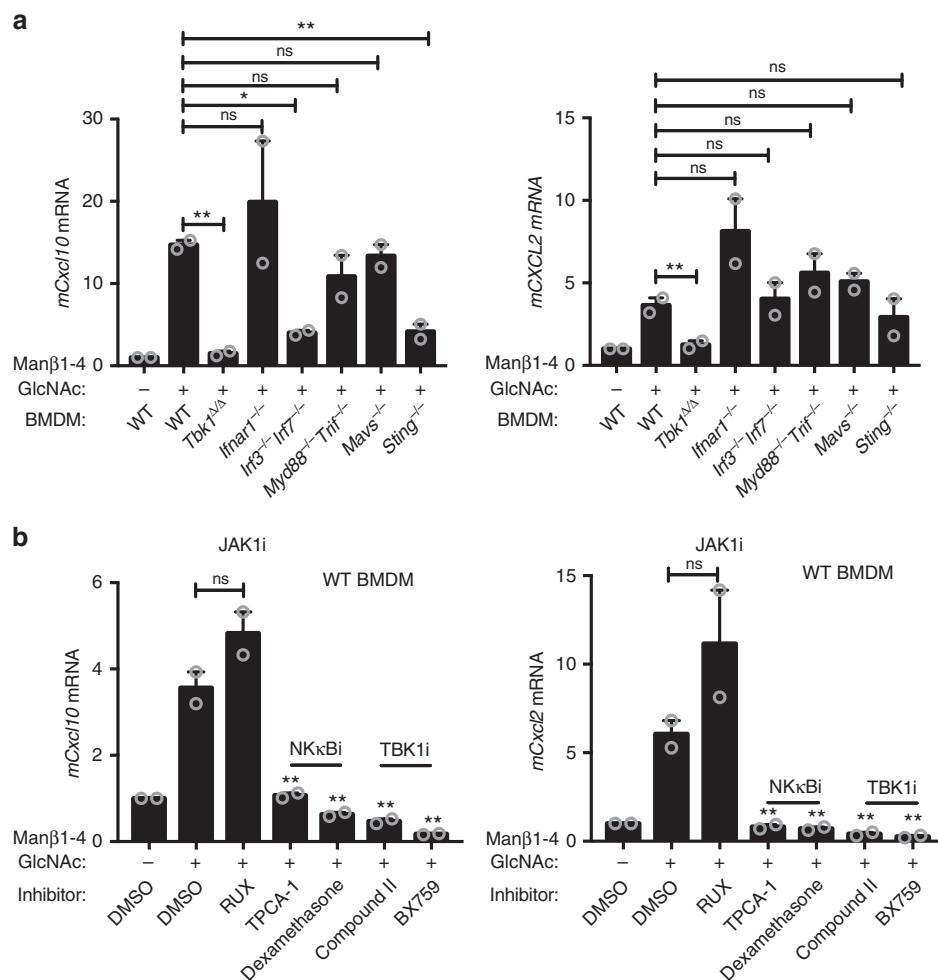 a
**
ns
ns
*
ns
**
mCxcl10 mRNA
30
20
10
0
Manβ1-4
GlcNAc: – + + + + + + +
BMDM: WT WT Tbk1Δ/Δ Ifnar1–/– Irf3–/–Irf7–/– Myd88–/–Trif–/– Mavs–/– Sting–/–
ns
ns
ns
ns
ns
**
mCXCL2 mRNA
15
10
5
0
Manβ1-4
GlcNAc: – + + + + + + +
BMDM: WT WT Tbk1Δ/Δ Ifnar1–/– Irf3–/–Irf7–/– Myd88–/–Trif–/– Mavs–/– Sting–/–
b
JAK1i
ns
WT BMDM
mCxcl10 mRNA
6
4
2
0
NKκBi
TBK1i
** ** ** **
Manβ1-4
GlcNAc: – + + + + + +
Inhibitor: DMSO DMSO RUX TPCA-1 Dexamethasone Compound II BX759
JAK1i
ns
WT BMDM
mCxcl2 mRNA
15
10
5
0
NKκBi
TBK1i
** ** ** **
Manβ1-4
GlcNAc: – + + + + + +
Inhibitor: DMSO DMSO RUX TPCA-1 Dexamethasone Compound II BX759